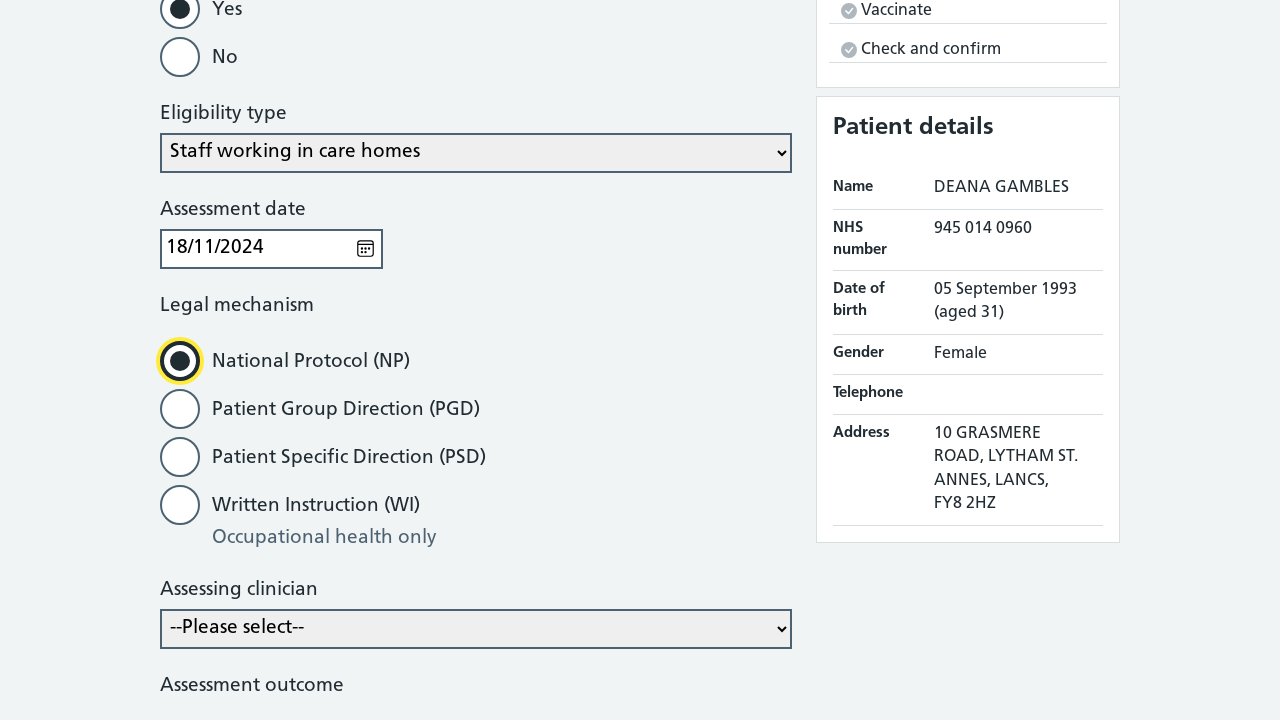 Yes
No
Eligibility type
Staff working in care homes
Assessment date
18/11/2024
Legal mechanism
National Protocol (NP)
Patient Group Direction (PGD)
Patient Specific Direction (PSD)
Written Instruction (WI)
Occupational health only
Assessing clinician
--Please select--
Assessment outcome
Vaccinate
Check and confirm
Patient details
Name DEANA GAMBLES
NHS number 945 014 0960
Date of birth 05 September 1993
(aged 31)
Gender Female
Telephone
Address 10 GRASMERE
ROAD, LYTHAM ST.
ANNES, LANCS,
FY8 2HZ